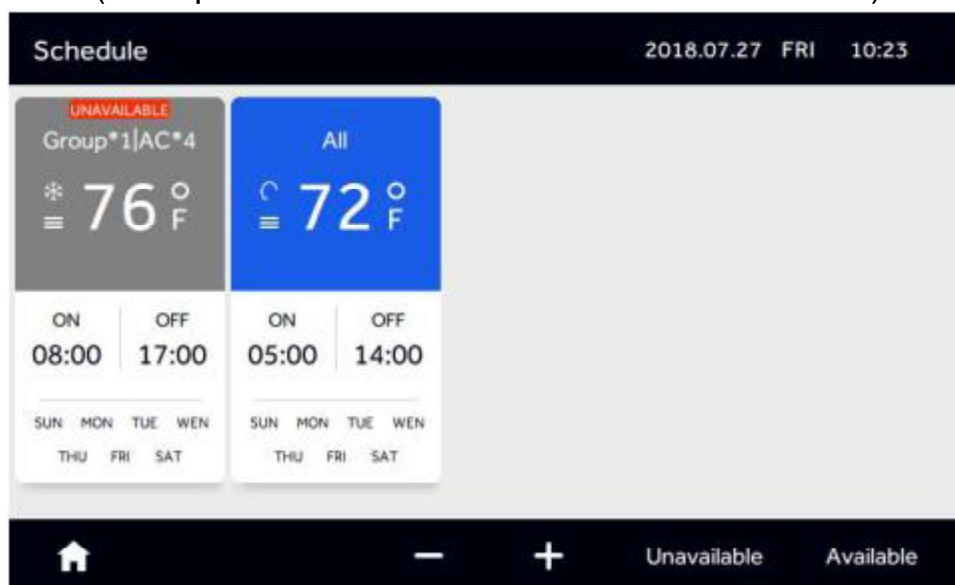 Schedule 2018.07.27 FRI 10:23
UNAVAILABLE
Group*1|AC*4
76 °F
ON OFF
08:00 17:00
SUN MON TUE WEN
THU FRI SAT
All
72 °F
ON OFF
05:00 14:00
SUN MON TUE WEN
THU FRI SAT
Unavailable Available